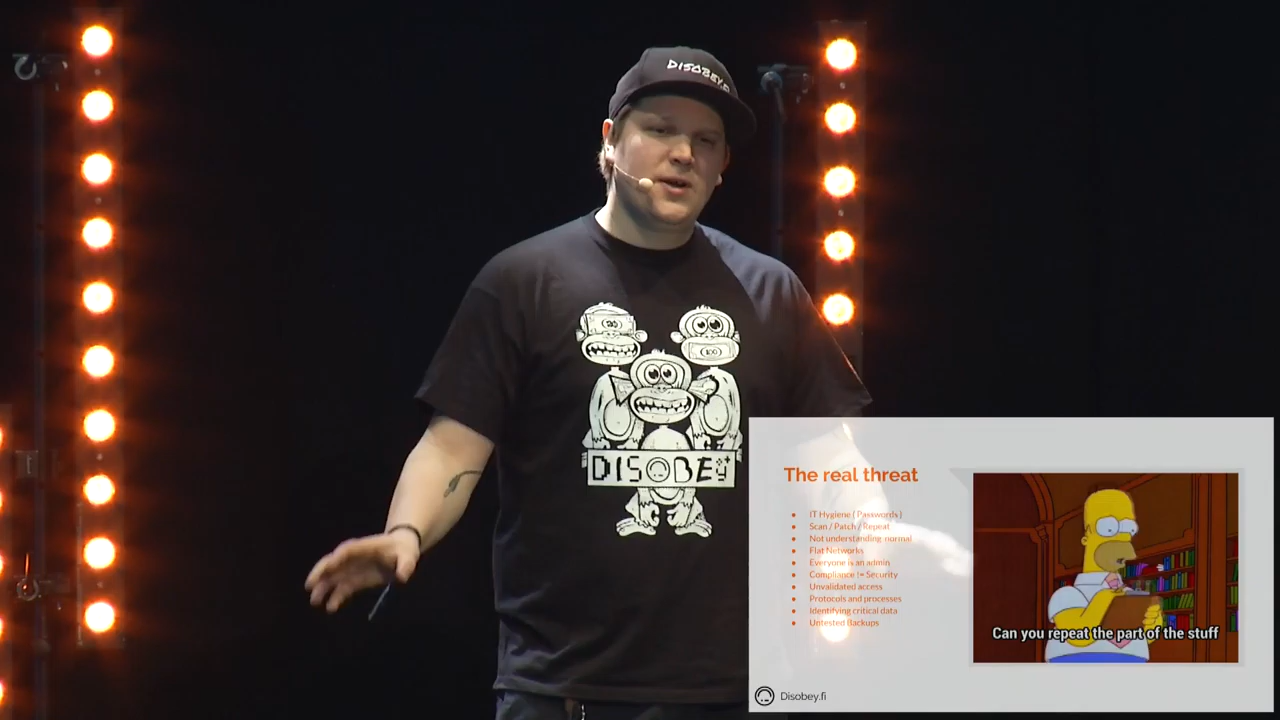 DISOBEY
DISOBEY
The real threat
● IT Hygiene ( Passwords )
● Scan / Patch / Repeat
● Not understanding normal
● Flat Networks
● Everyone is an admin
● Compliance != Security
● Unvalidated access
● Protocols and processes
● Identifying critical data
● Untested Backups
Can you repeat the part of the stuff
Disobey.fi